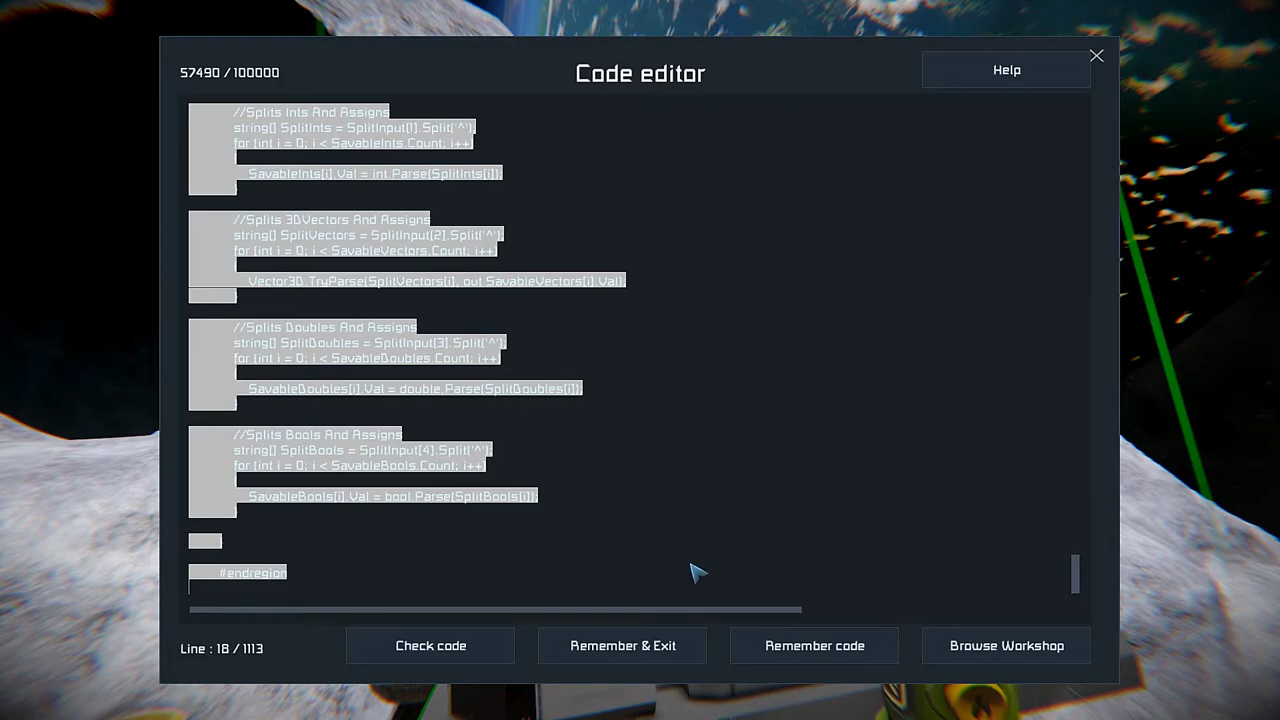 57490 / 100000
Code editor
Help
//Splits Ints And Assigns
string[] SplitInts = SplitInput[1].Split('^');
for (int i = 0; i < SavableInts.Count; i++)
{
SavableInts[i].Val = int.Parse(SplitInts[i]);
}
//Splits 3DVectors And Assigns
string[] SplitVectors = SplitInput[2].Split('^');
for (int i = 0; i < SavableVectors.Count; i++)
{
Vector3D.TryParse(SplitVectors[i], out SavableVectors[i].Val);
}
//Splits Doubles And Assigns
string[] SplitDoubles = SplitInput[3].Split('^');
for (int i = 0; i < SavableDoubles.Count; i++)
{
SavableDoubles[i].Val = double.Parse(SplitDoubles[i]);
}
//Splits Bools And Assigns
string[] SplitBools = SplitInput[4].Split('^');
for (int i = 0; i < SavableBools.Count; i++)
{
SavableBools[i].Val = bool.Parse(SplitBools[i]);
}
}
#endregion
Line : 18 / 1113
Check code
Remember & Exit
Remember code
Browse Workshop